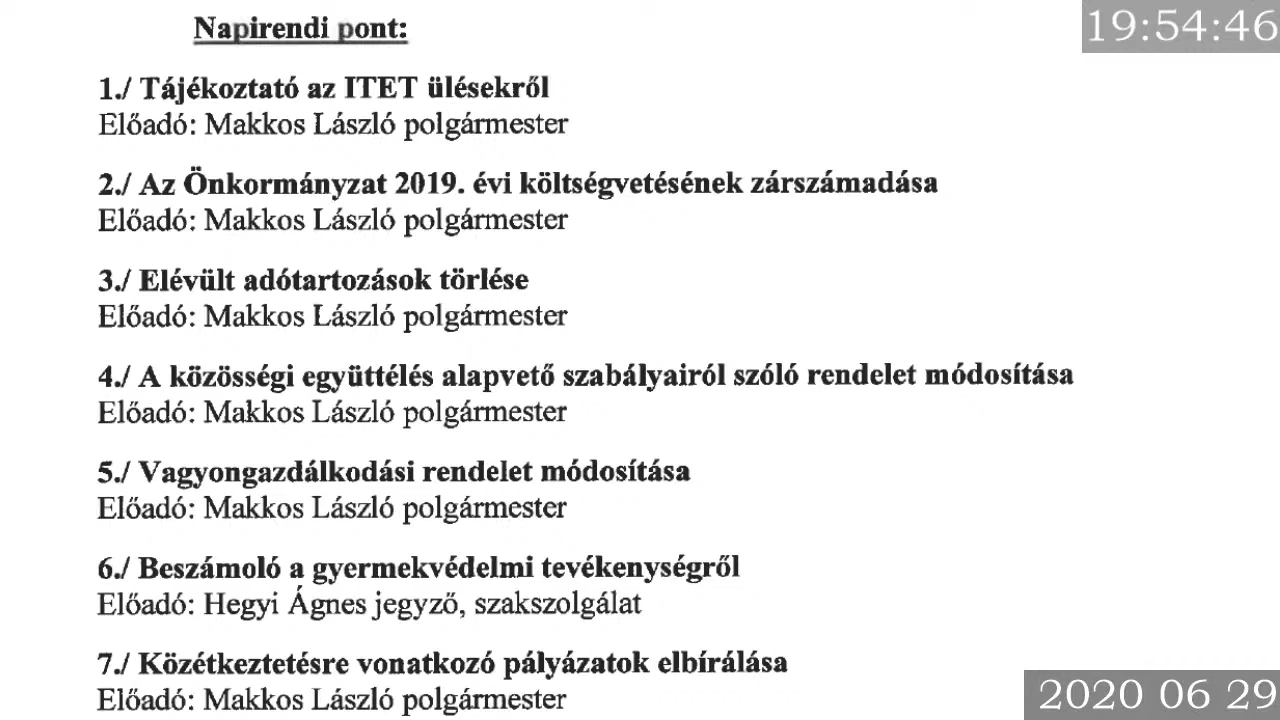 Napirendi pont:
19:54:46
1./ Tájékoztató az ITET ülésekről
Előadó: Makkos László polgármester
2./ Az Önkormányzat 2019. évi költségvetésének zárszámadása
Előadó: Makkos László polgármester
3./ Elévült adótartozások törlése
Előadó: Makkos László polgármester
4./ A közösségi együttélés alapvető szabályairól szóló rendelet módosítása
Előadó: Makkos László polgármester
5./ Vagyongazdálkodási rendelet módosítása
Előadó: Makkos László polgármester
6./ Beszámoló a gyermekvédelmi tevékenységről
Előadó: Hegyi Ágnes jegyző, szakszolgálat
7./ Közétkeztetésre vonatkozó pályázatok elbírálása
Előadó: Makkos László polgármester
2020 06 29